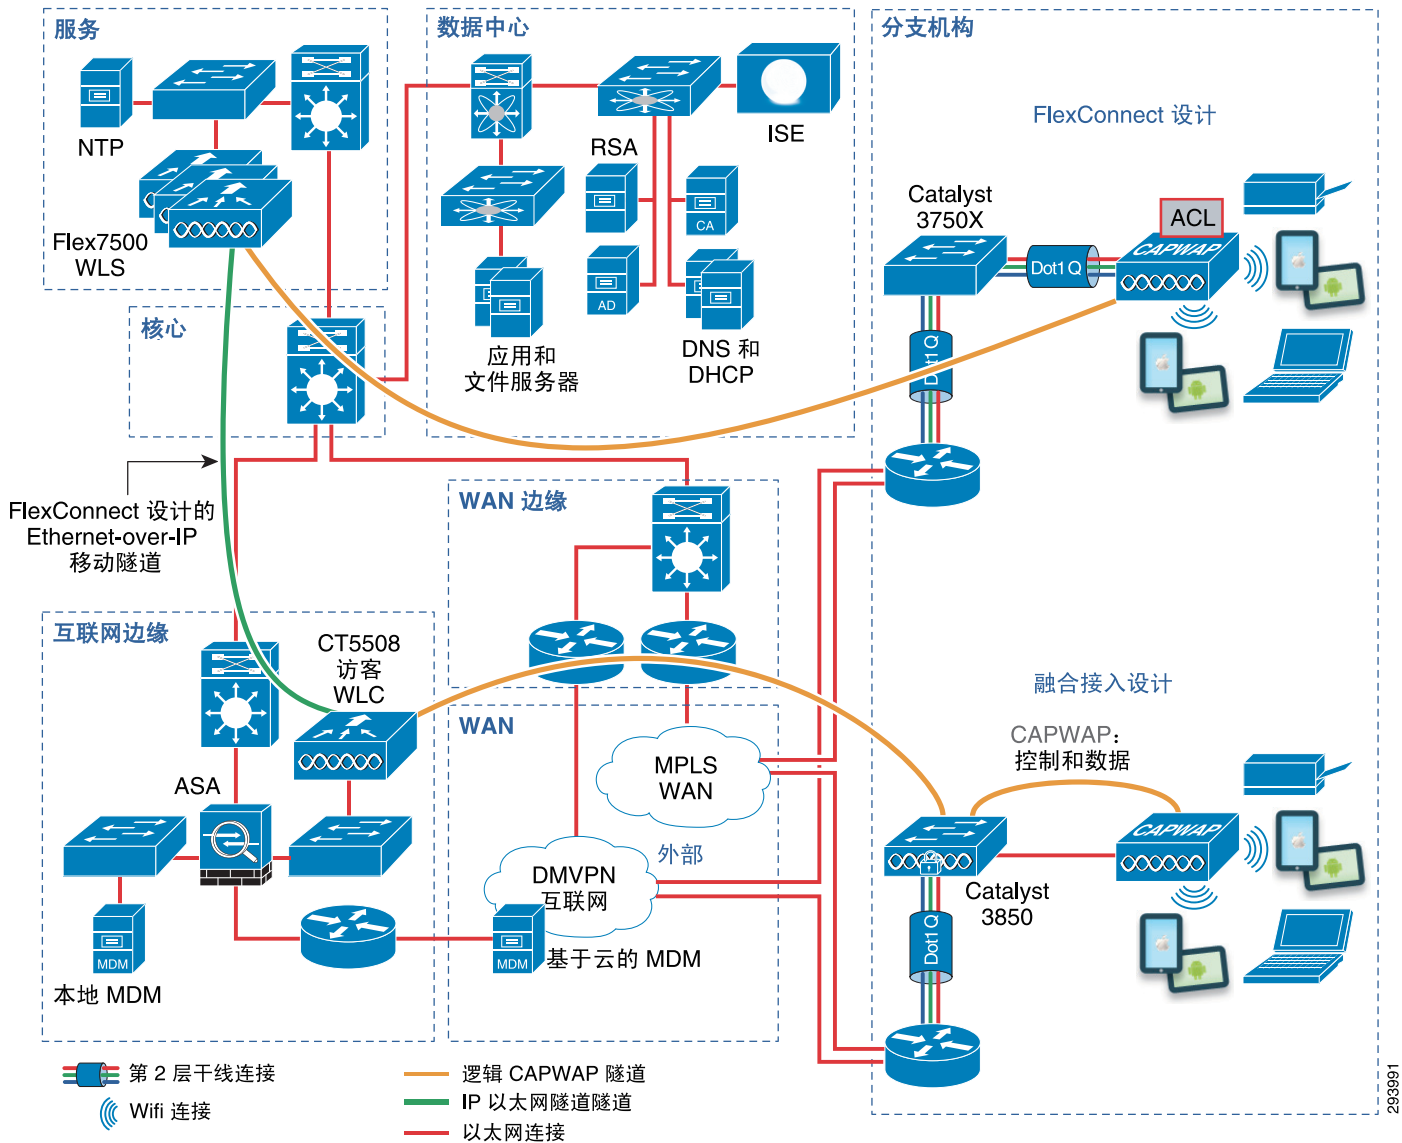 服务
NTP
Flex7500
WLS
数据中心
RSA
ISE
CA
AD
应用和
文件服务器
DNS 和
DHCP
核心
分支机构
FlexConnect 设计
Catalyst
3750X
ACL
CAPWAP
Dot1Q
Dot1Q
FlexConnect 设计的
Ethernet-over-IP
移动隧道
WAN 边缘
互联网边缘
CT5508
访客
WLC
ASA
MDM
本地 MDM
WAN
MPLS
WAN
外部
DMVPN
互联网
MDM
基于云的 MDM
融合接入设计
CAPWAP：
控制和数据
CAPWAP
Catalyst
3850
Dot1Q
第 2 层干线连接
Wifi 连接
逻辑 CAPWAP 隧道
IP 以太网隧道隧道
以太网连接
293991